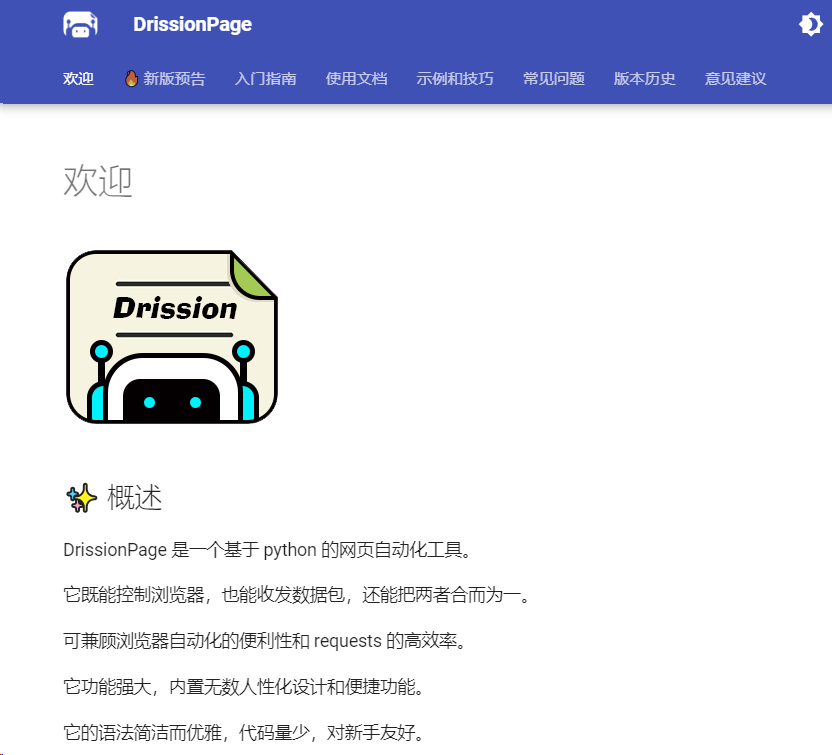 DrissionPage
欢迎 🔥 新版预告 入门指南 使用文档 示例和技巧 常见问题 版本历史 意见建议
欢迎
Drission
✨ 概述
DrissionPage 是一个基于 python 的网页自动化工具。
它既能控制浏览器，也能收发数据包，还能把两者合而为一。
可兼顾浏览器自动化的便利性和 requests 的高效率。
它功能强大，内置无数人性化设计和便捷功能。
它的语法简洁而优雅，代码量少，对新手友好。